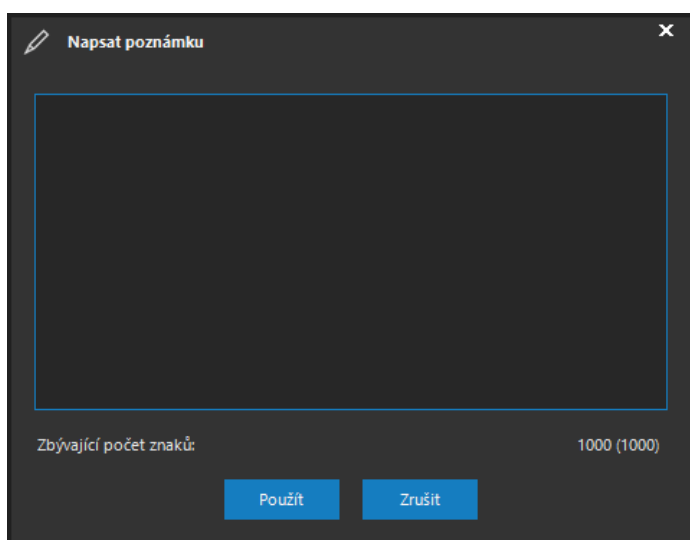 Napsat poznámku
Zbývající počet znaků: 1000 (1000)
Použít Zrušit